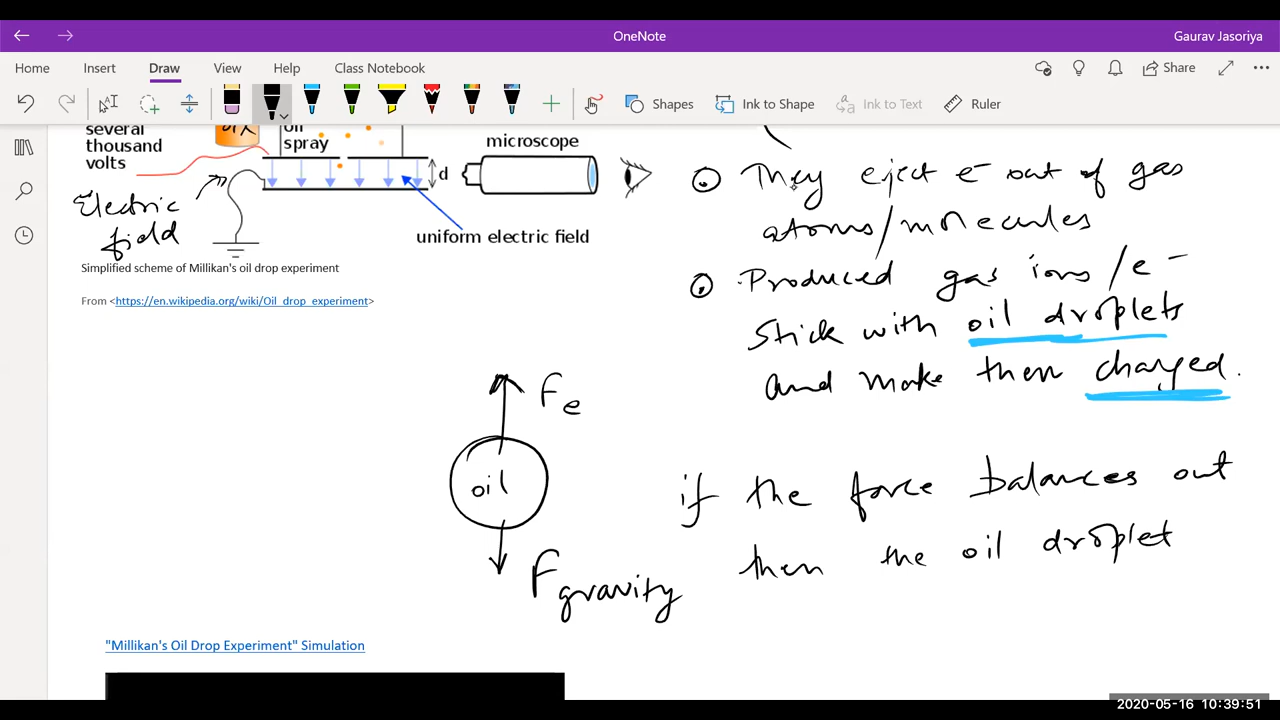 OneNote
Gaurav Jasoriya
Home Insert Draw View Help Class Notebook
Share
Shapes
Ink to Shape
Ink to Text
Ruler
several
thousand
volts
oil
spray
microscope
d
Electric
field
uniform electric field
Simplified scheme of Millikan's oil drop experiment
From <https://en.wikipedia.org/wiki/Oil_drop_experiment>
They eject e- out of gas
atoms/molecules
Produced gas ions/e-
stick with oil droplets
and make then charged.
Fe
oil
Fgravity
if the force balances out
then the oil droplet
"Millikan's Oil Drop Experiment" Simulation
2020-05-16 10:39:51